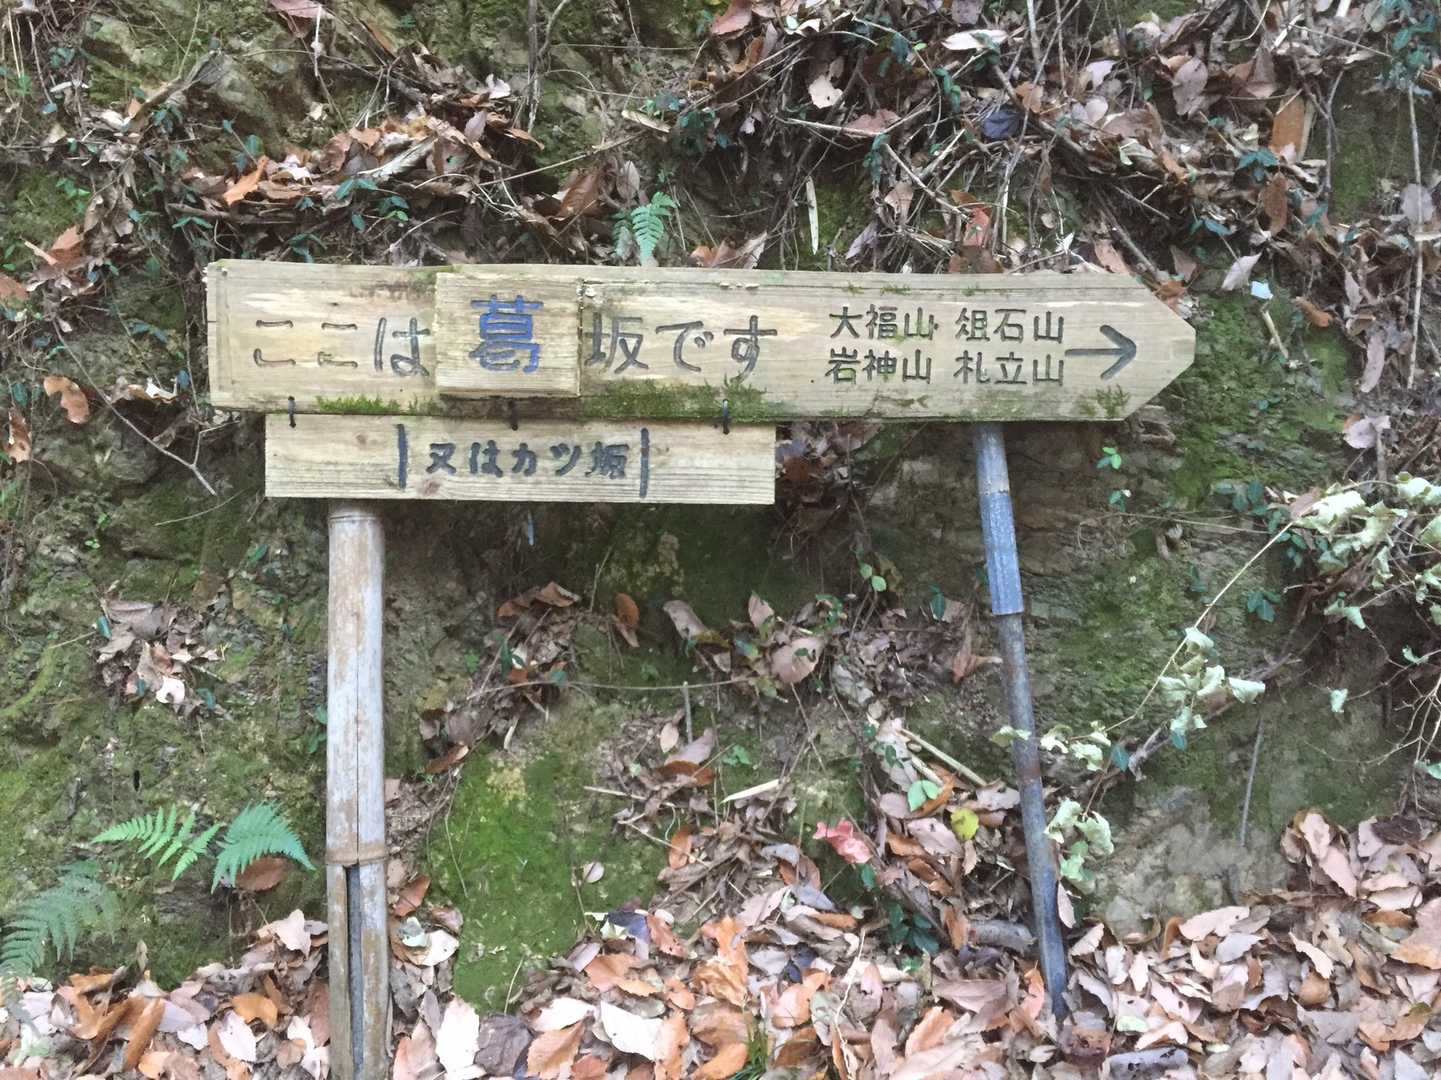 ここは葛坂です
大福山 俎石山 →
岩神山 札立山
|又はカツ坂|